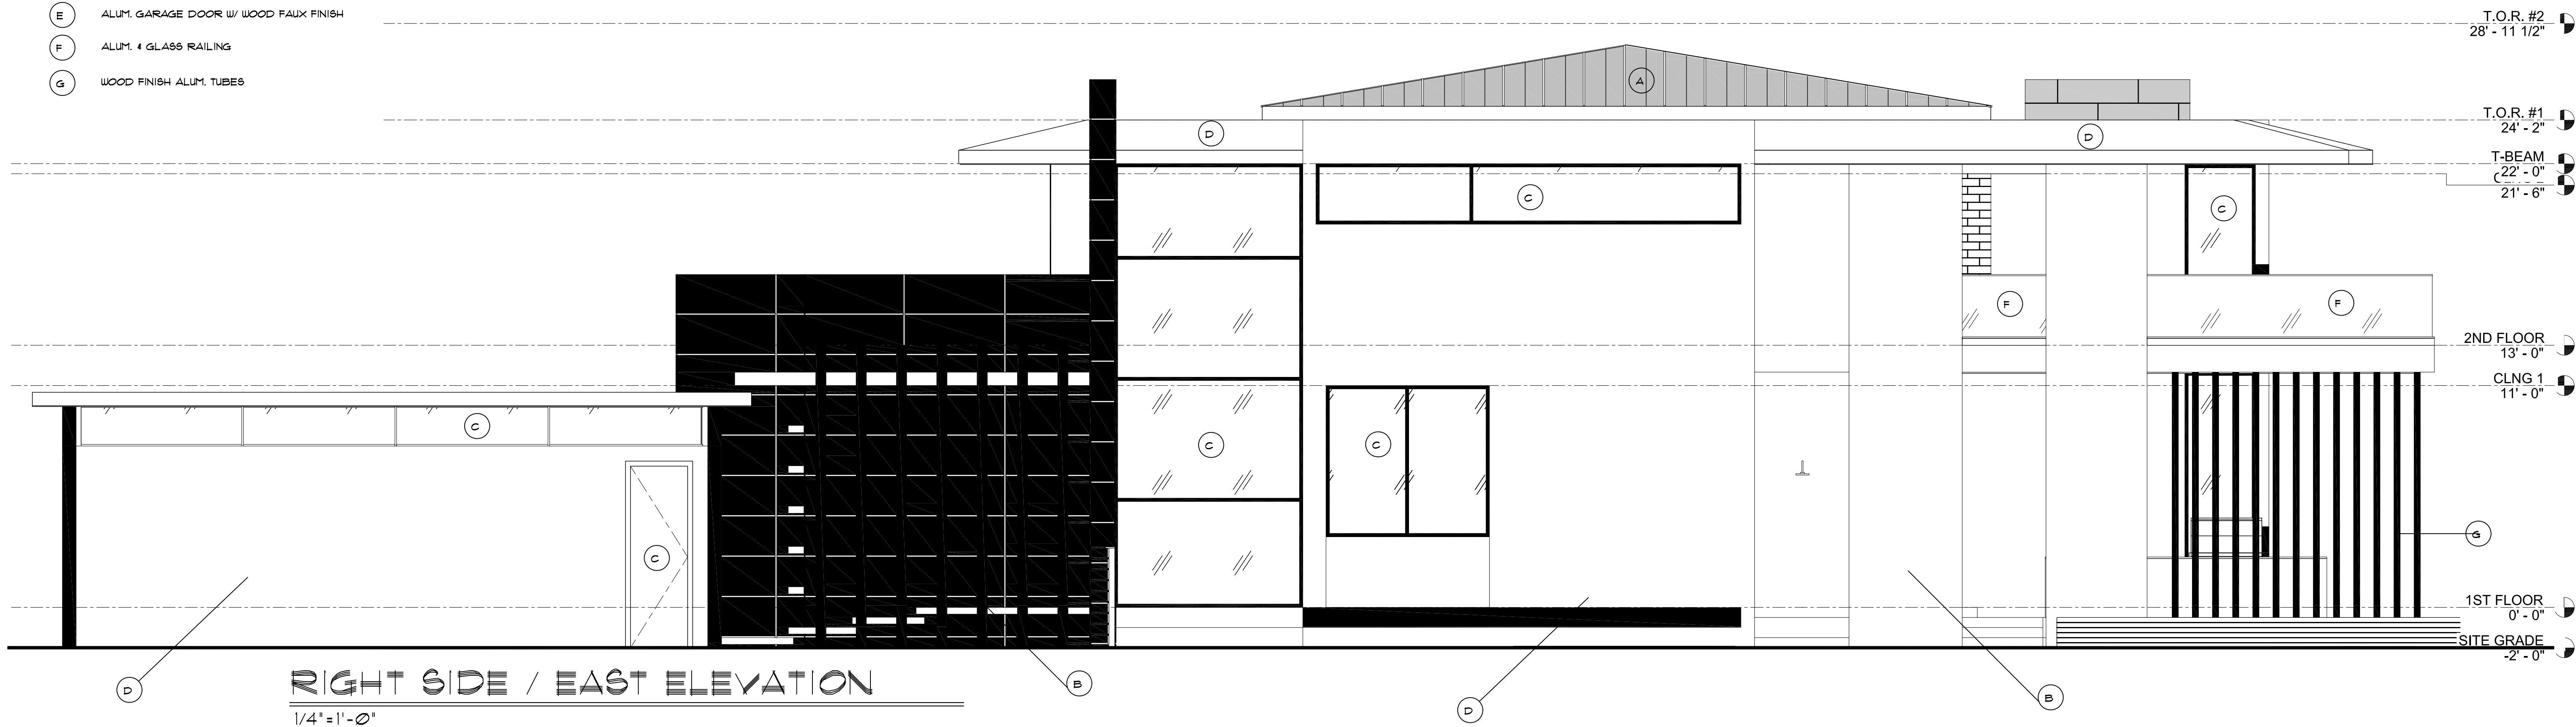 E ALUM. GARAGE DOOR W/ WOOD FAUX FINISH
F ALUM. & GLASS RAILING
G WOOD FINISH ALUM. TUBES
T.O.R. #2
28' - 11 1/2"
A
T.O.R. #1
24' - 2"
D
D
T-BEAM
22' - 0"
21' - 6"
C
C
F
F
2ND FLOOR
13' - 0"
CLNG 1
11' - 0"
C
C
C
G
C
1ST FLOOR
0' - 0"
SITE GRADE
-2' - 0"
D
B
D
B
RIGHT SIDE / EAST ELEVATION
1/4"=1'-0"